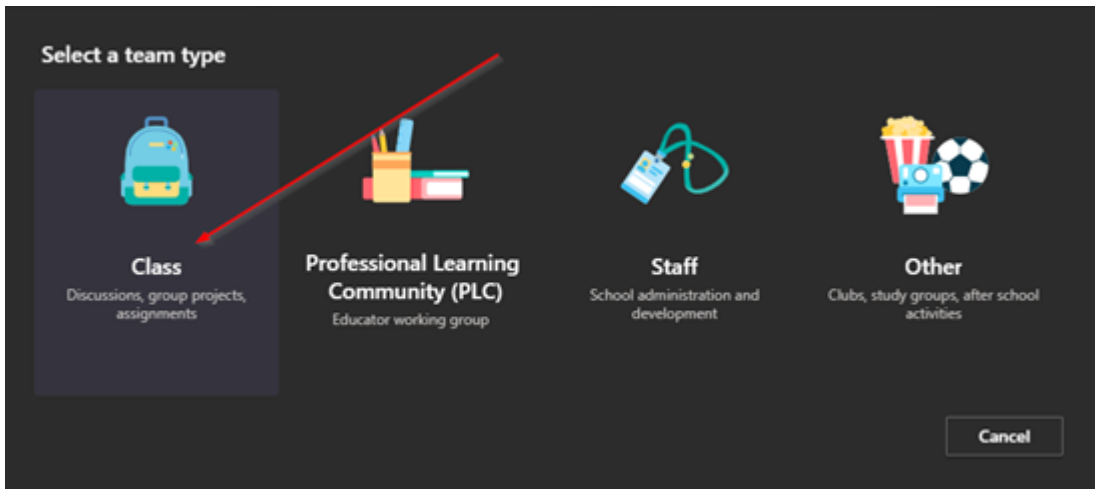 Select a team type
Class
Discussions, group projects,
assignments
Professional Learning
Community (PLC)
Educator working group
Staff
School administration and
development
Other
Clubs, study groups, after school
activities
Cancel